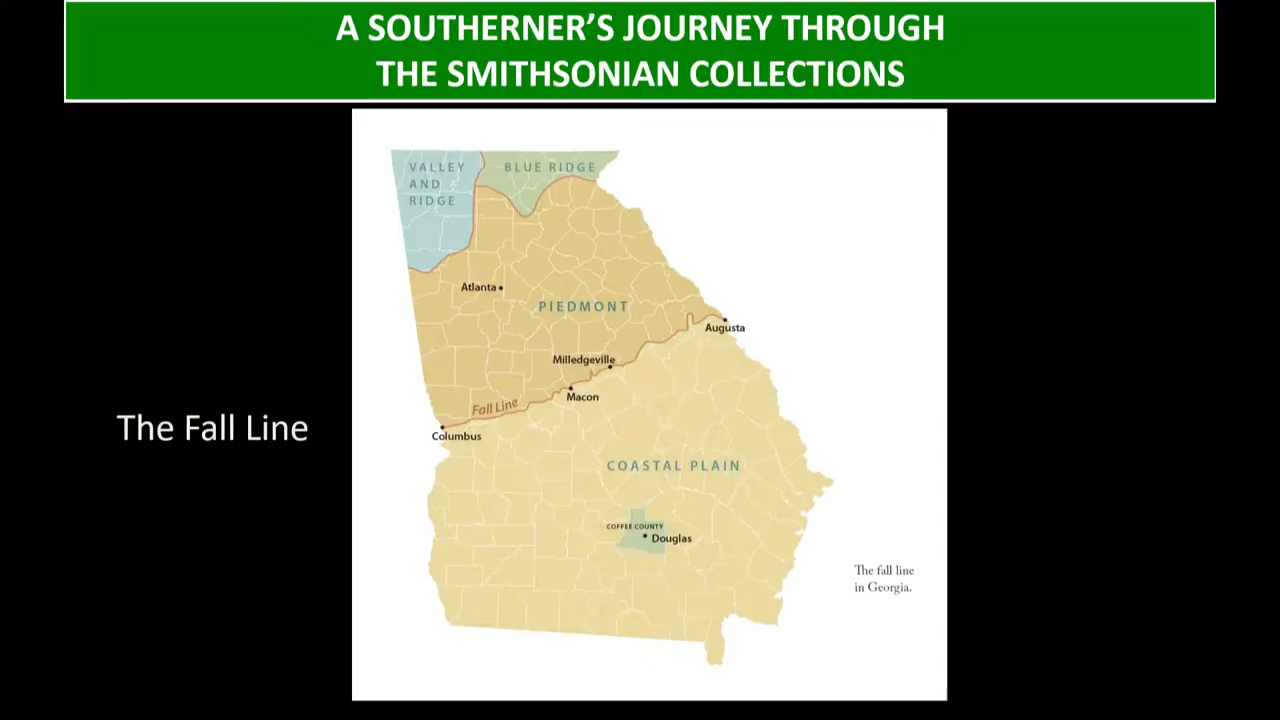 A SOUTHERNER’S JOURNEY THROUGH
THE SMITHSONIAN COLLECTIONS
VALLEY
AND
RIDGE
BLUE RIDGE
Atlanta
PIEDMONT
Augusta
Milledgeville
Macon
Fall Line
Columbus
The Fall Line
COASTAL PLAIN
COFFEE COUNTY
Douglas
The fall line
in Georgia.